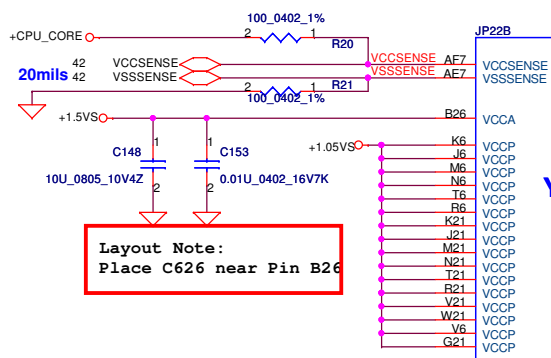 100_0402_1%
JP22B
+CPU_CORE
2
1
R20
20mils
42
VCCSENSE
VCCSENSE
AF7
VCCSENSE
42
VSSSENSE
VSSSENSE
AE7
VSSSENSE
2
1
R21
100_0402_1%
+1.5VS
B26
VCCA
1
C148
1
C153
2
10U_0805_10V4Z
2
0.01U_0402_16V7K
+1.05VS
K6
VCCP
J6
VCCP
M6
VCCP
N6
VCCP
T6
VCCP
R6
VCCP
K21
VCCP
J21
VCCP
M21
VCCP
N21
VCCP
T21
VCCP
R21
VCCP
V21
VCCP
W21
VCCP
V6
VCCP
G21
VCCP
Layout Note:
Place C626 near Pin B26
Y